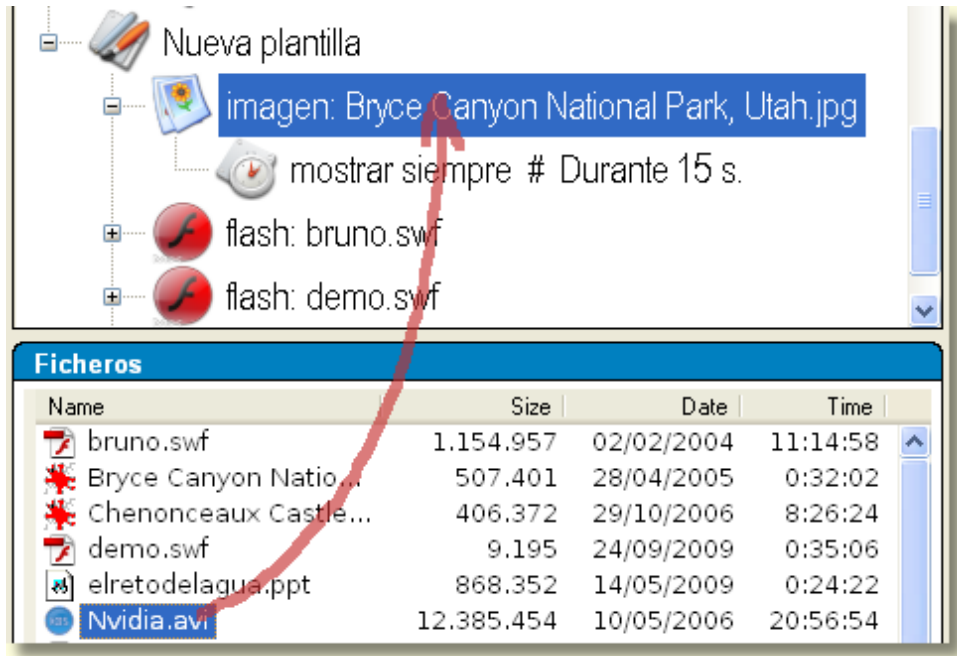 Nueva plantilla
imagen: Bryce Canyon National Park, Utah.jpg
mostrar siempre # Durante 15 s.
flash: bruno.swf
flash: demo.swf
Ficheros
Name Size Date Time
bruno.swf 1.154.957 02/02/2004 11:14:58
Bryce Canyon Natio... 507.401 28/04/2005 0:32:02
Chenonceaux Castle... 406.372 29/10/2006 8:26:24
demo.swf 9.195 24/09/2009 0:35:06
elretodelagua.ppt 868.352 14/05/2009 0:24:22
Nvidia.avi 12.385.454 10/05/2006 20:56:54